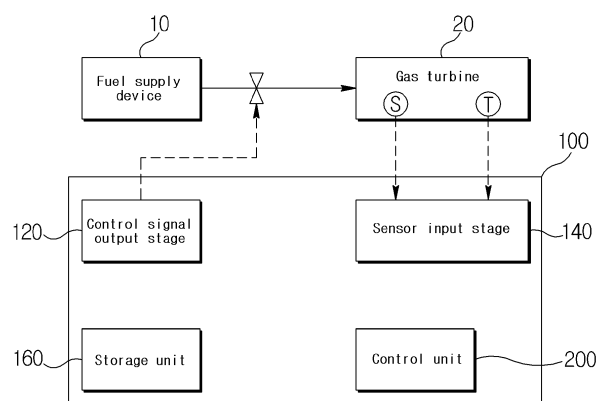 10
20
Fuel supply
device
Gas turbine
S
T
100
120
Control signal
output stage
Sensor input stage
140
160
Storage unit
Control unit
200